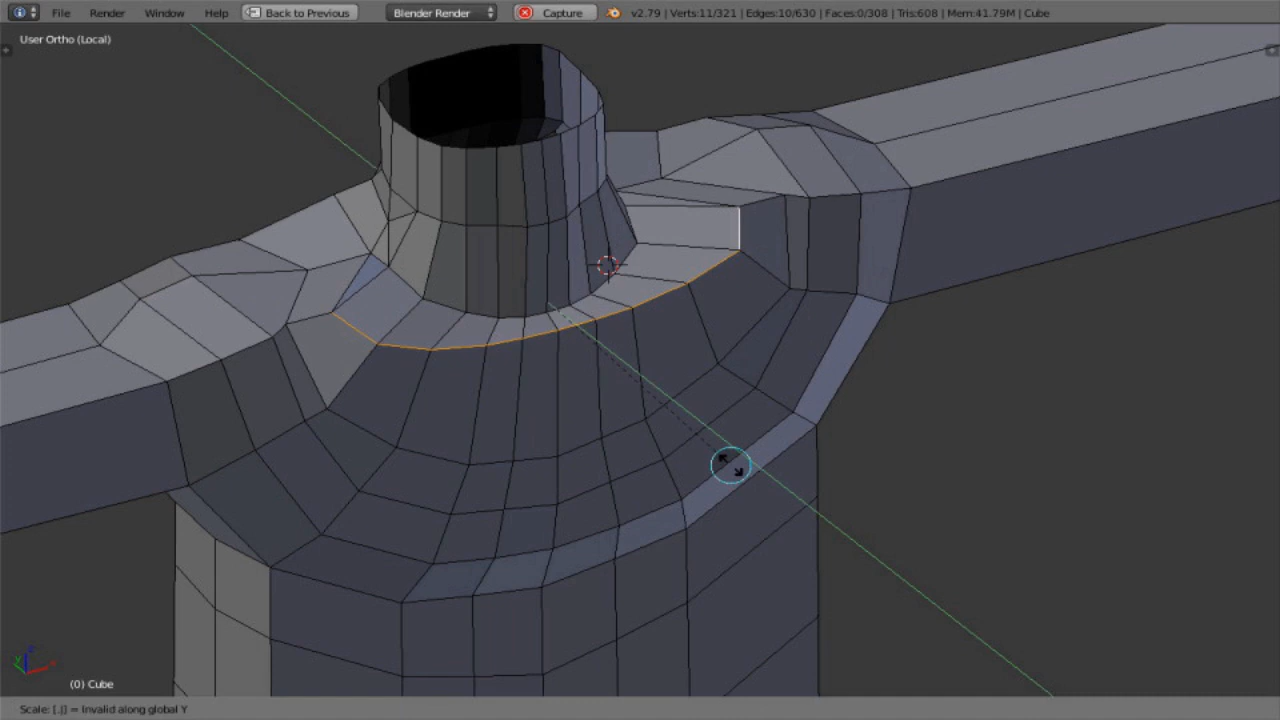 File Render Window Help Back to Previous Blender Render Capture v2.79 | Verts:11/321 | Edges:10/630 | Faces:0/308 | Tris:608 | Mem:41.79M | Cube
User Ortho (Local)
(0) Cube
Scale: [.|] = Invalid along global Y